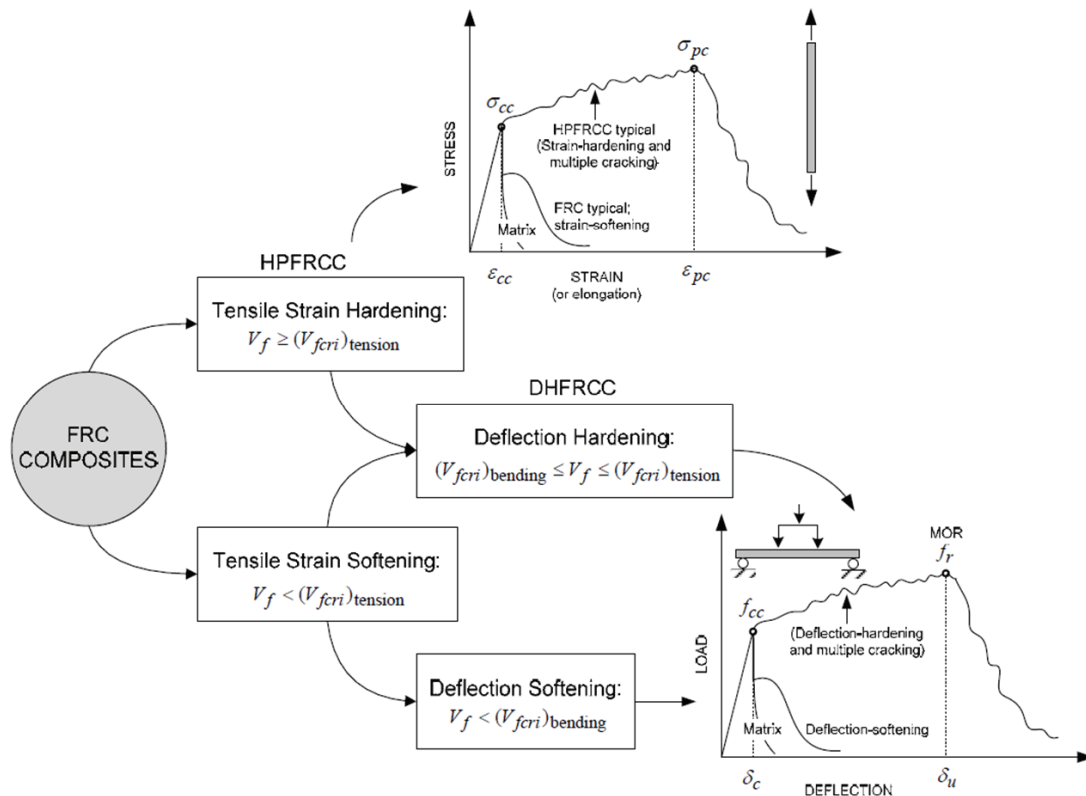 σpc
σcc
STRESS
HPFRCC typical
(Strain-hardening and
multiple cracking)
FRC typical;
strain-softening
Matrix
εcc
STRAIN
(or elongation)
εpc
HPFRCC
Tensile Strain Hardening:
Vf ≥ (Vfcri)tension
FRC
COMPOSITES
DHFRCC
Deflection Hardening:
(Vfcri)bending ≤ Vf ≤ (Vfcri)tension
Tensile Strain Softening:
Vf < (Vfcri)tension
Deflection Softening:
Vf < (Vfcri)bending
MOR
fr
fcc
LOAD
(Deflection-hardening
and multiple cracking)
Deflection-softening
Matrix
δc
DEFLECTION
δu